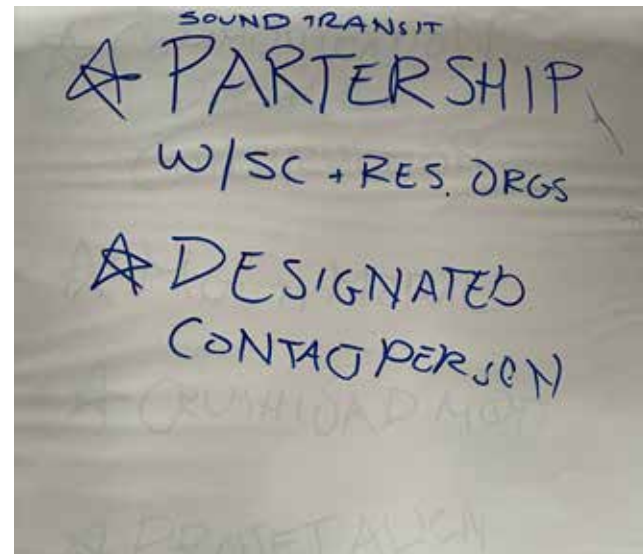 SOUND TRANSIT
☆ PARTERSHIP
W/SC + RES. ORGS
☆ DESIGNATED
CONTACT PERSON